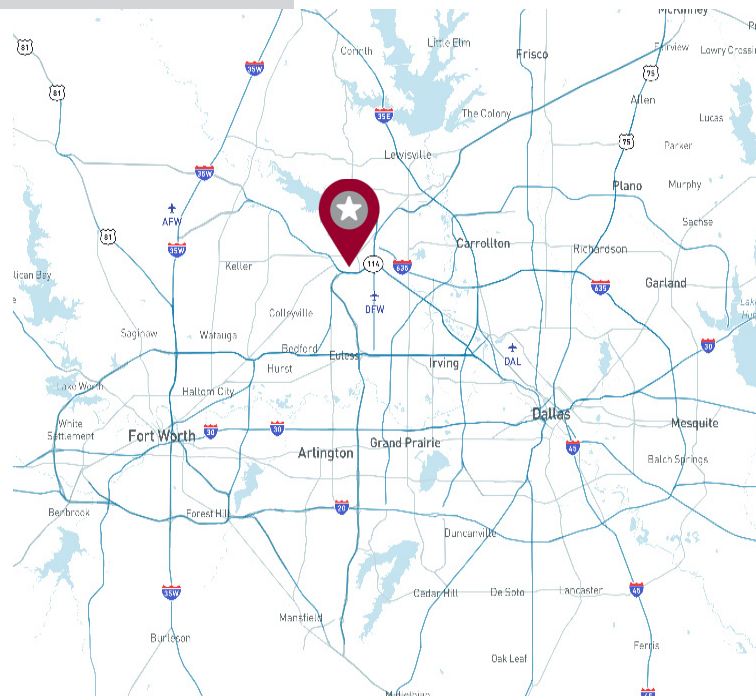 McKinney
81
Corinth
Little Elm
Frisco
Fairview
35W
75
81
Allen
35E
The Colony
Lucas
75
Parker
Lewisville
35W
Plano
Murphy
AFW
Sachse
81
35W
Carrollton
Richardson
Keller
114
635
Garland
635
lican Bay
DFW
Colleyville
Saginaw
Watauga
30
Bedford
Euless
DAL
Hurst
Irving
Lake Worth
Haltom City
Dallas
White
Settlement
Mesquite
Fort Worth
30
30
Grand Prairie
45
Arlington
Balch Springs
20
Benbrook
Forest Hill
Duncanville
35W
Cedar Hill
De Soto
Lancaster
45
Mansfield
Burleson
Ferris
Oak Leaf